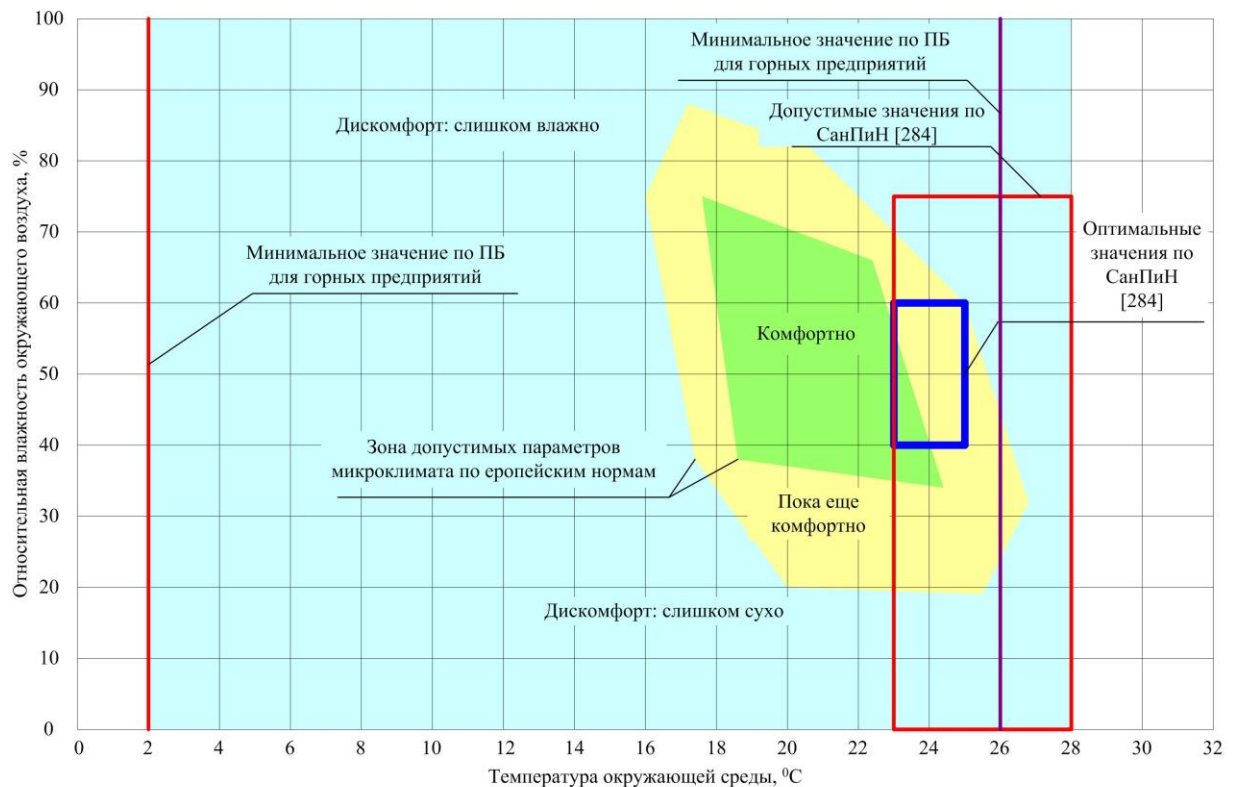 100
90
80
70
60
50
40
30
20
10
0
Относительная влажность окружающего воздуха, %
Минимальное значение по ПБ
для горных предприятий
Допустимые значения по
СанПиН [284]
Дискомфорт: слишком влажно
Минимальное значение по ПБ
для горных предприятий
Оптимальные
значения по
СанПиН
[284]
Комфортно
Зона допустимых параметров
микроклимата по еропейским нормам
Пока еще
комфортно
Дискомфорт: слишком сухо
0 2 4 6 8 10 12 14 16 18 20 22 24 26 28 30 32
Температура окружающей среды, ⁰С